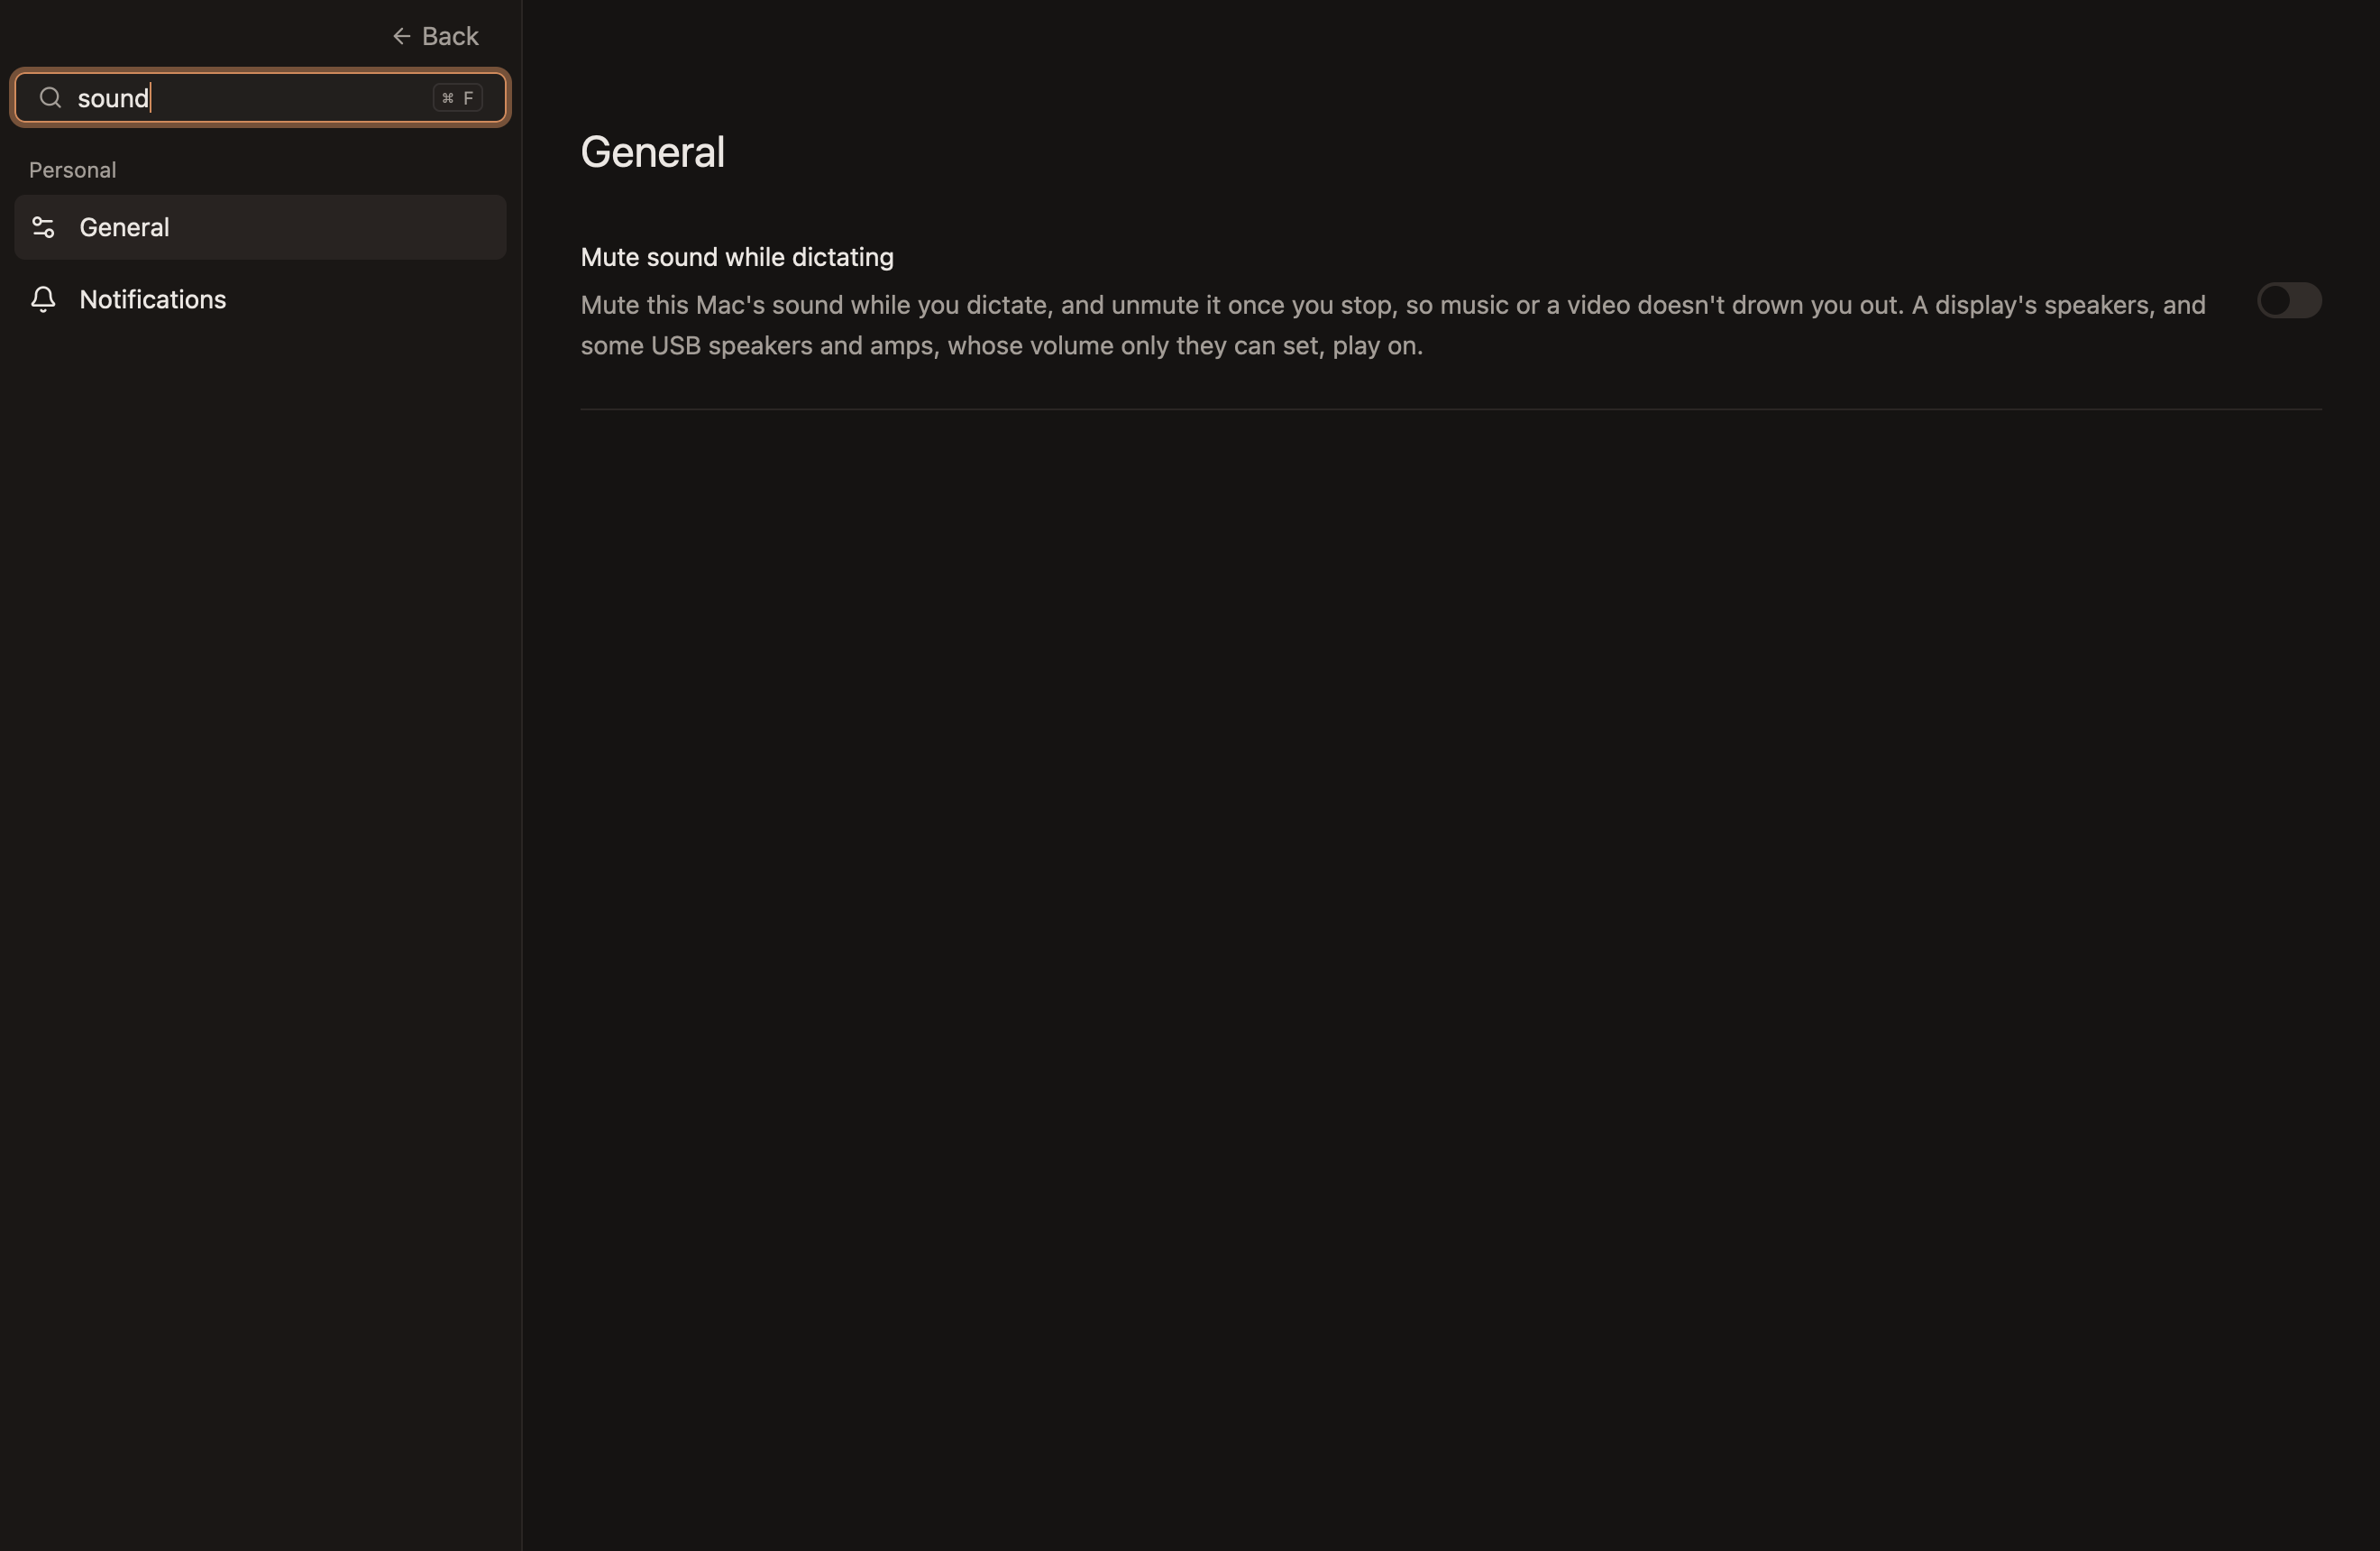 ← Back
sound
⌘ F
Personal
General
Notifications
General
Mute sound while dictating
Mute this Mac's sound while you dictate, and unmute it once you stop, so music or a video doesn't drown you out. A display's speakers, and
some USB speakers and amps, whose volume only they can set, play on.